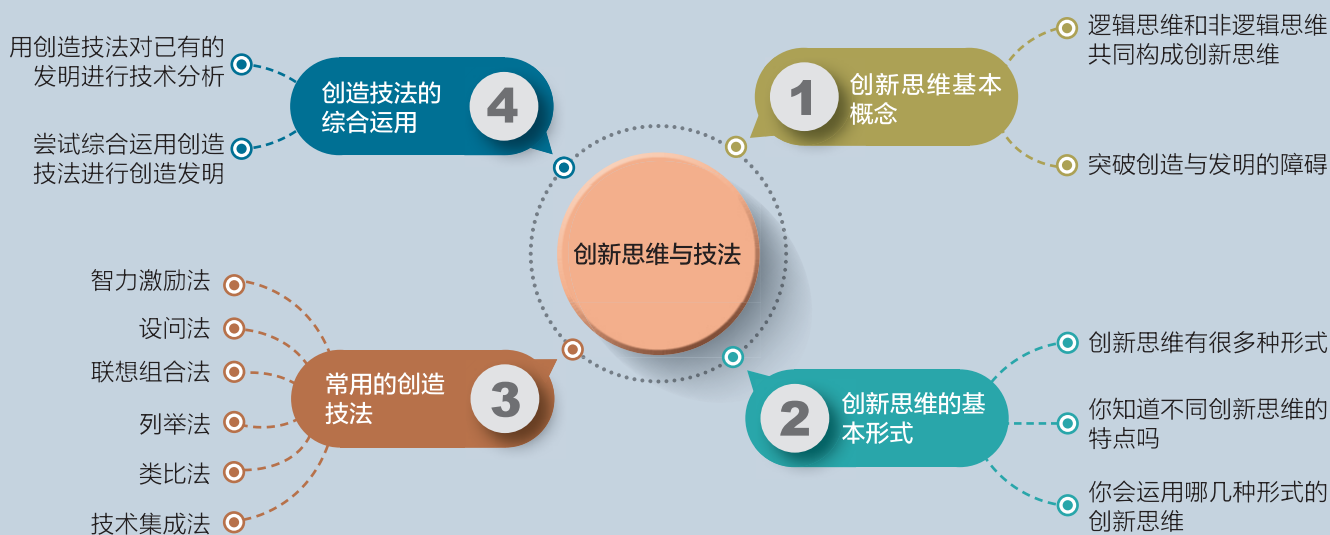 创新思维与技法
1
创新思维基本
概念
逻辑思维和非逻辑思维
共同构成创新思维
突破创造与发明的障碍
2
创新思维的基
本形式
创新思维有很多种形式
你知道不同创新思维的
特点吗
你会运用哪几种形式的
创新思维
3
常用的创造
技法
智力激励法
设问法
联想组合法
列举法
类比法
技术集成法
4
创造技法的
综合运用
用创造技法对已有的
发明进行技术分析
尝试综合运用创造
技法进行创造发明